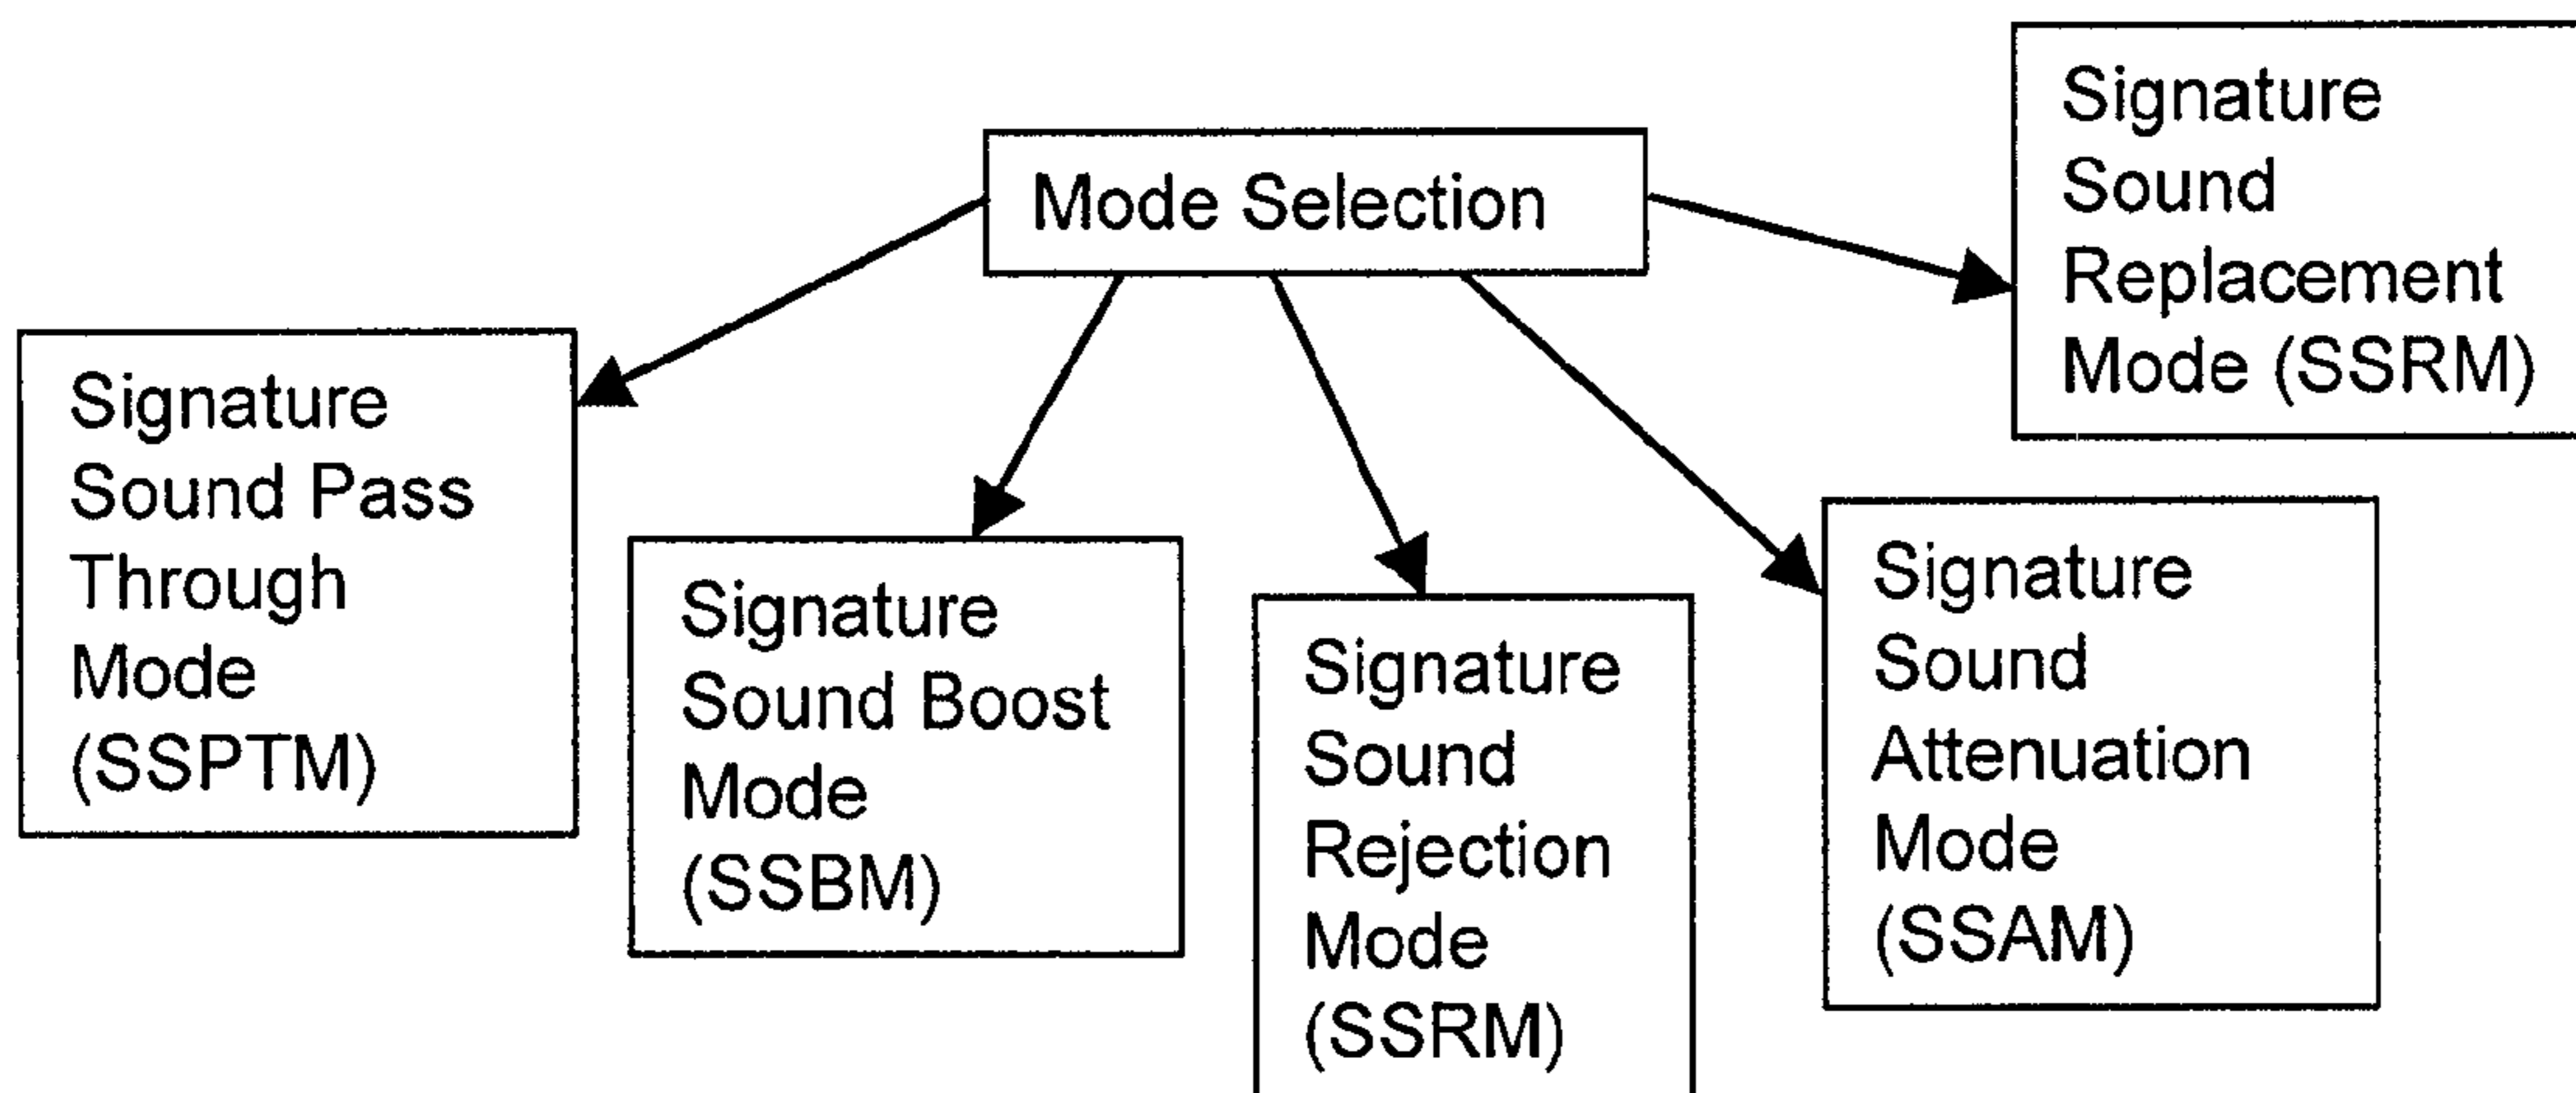 Mode Selection
Signature
Sound Pass
Through
Mode
(SSPTM)
Signature
Sound Boost
Mode
(SSBM)
Signature
Sound
Rejection
Mode
(SSRM)
Signature
Sound
Attenuation
Mode
(SSAM)
Signature
Sound
Replacement
Mode (SSRM)